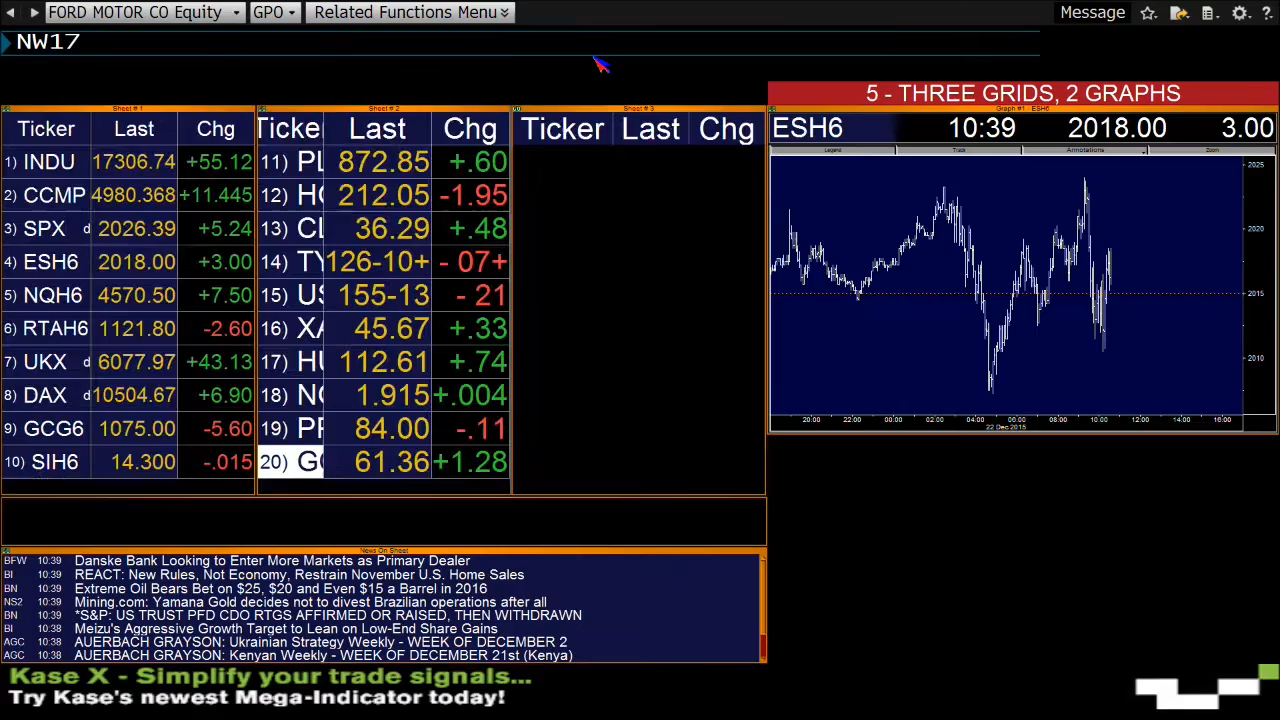 FORD MOTOR CO Equity GPO Related Functions Menu Message
NW17
5 - THREE GRIDS, 2 GRAPHS
Sheet # 1
Ticker Last Chg
1) INDU 17306.74 +55.12
2) CCMP 4980.368 +11.445
3) SPX d 2026.39 +5.24
4) ESH6 2018.00 +3.00
5) NQH6 4570.50 +7.50
6) RTAH6 1121.80 -2.60
7) UKX d 6077.97 +43.13
8) DAX d 10504.67 +6.90
9) GCG6 1075.00 -5.60
10) SIH6 14.300 -.015
Sheet # 2
Ticker Last Chg
11) PL 872.85 +.60
12) HO 212.05 -1.95
13) CL 36.29 +.48
14) TY 126-10+ - 07+
15) US 155-13 - 21
16) XA 45.67 +.33
17) HU 112.61 +.74
18) 1.915 +.004
19) 84.00 -.11
20) 61.36 +1.28
Sheet # 3
Ticker Last Chg
Graph #1 - ESH6
ESH6 10:39 2018.00 3.00
Legend Track Annotations Zoom
2025
2020
2015
2010
20:00 22:00 00:00 02:00 04:00 06:00 08:00 10:00 12:00 14:00 16:00
22 Dec 2015
News On Sheet
BFW 10:39 Danske Bank Looking to Enter More Markets as Primary Dealer
BI 10:39 REACT: New Rules, Not Economy, Restrain November U.S. Home Sales
BN 10:39 Extreme Oil Bears Bet on $25, $20 and Even $15 a Barrel in 2016
NS2 10:39 Mining.com: Yamana Gold decides not to divest Brazilian operations after all
BN 10:39 *S&P: US TRUST PFD CDO RTGS AFFIRMED OR RAISED, THEN WITHDRAWN
BI 10:38 Meizu's Aggressive Growth Target to Lean on Low-End Share Gains
AGC 10:38 AUERBACH GRAYSON: Ukrainian Strategy Weekly - WEEK OF DECEMBER 2
AGC 10:38 AUERBACH GRAYSON: Kenyan Weekly - WEEK OF DECEMBER 21st (Kenya)
Kase X - Simplify your trade signals...
Try Kase's newest Mega-Indicator today!